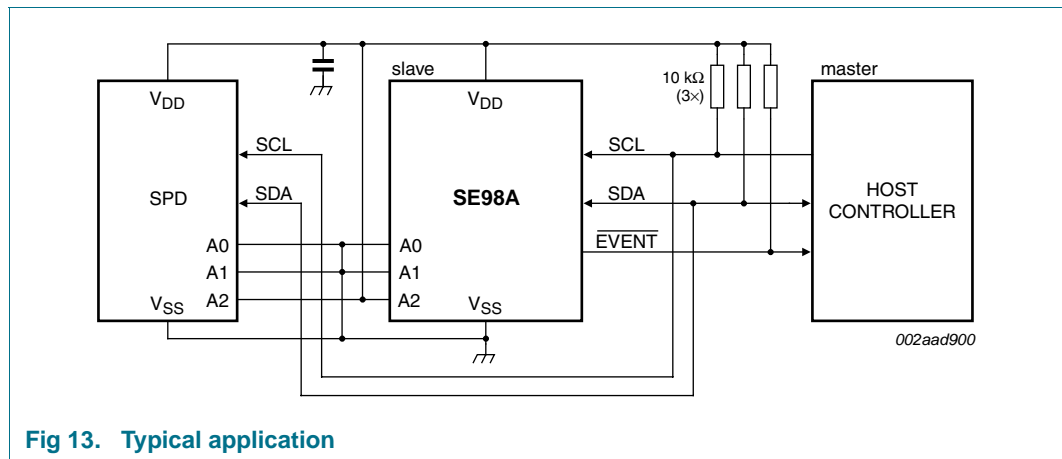 slave
10 kΩ
(3×)
master
VDD
VDD
SCL
SCL
SPD
SDA
SE98A
SDA
HOST
CONTROLLER
A0
A0
EVENT
A1
A1
A2
A2
VSS
VSS
002aad900
Fig 13. Typical application